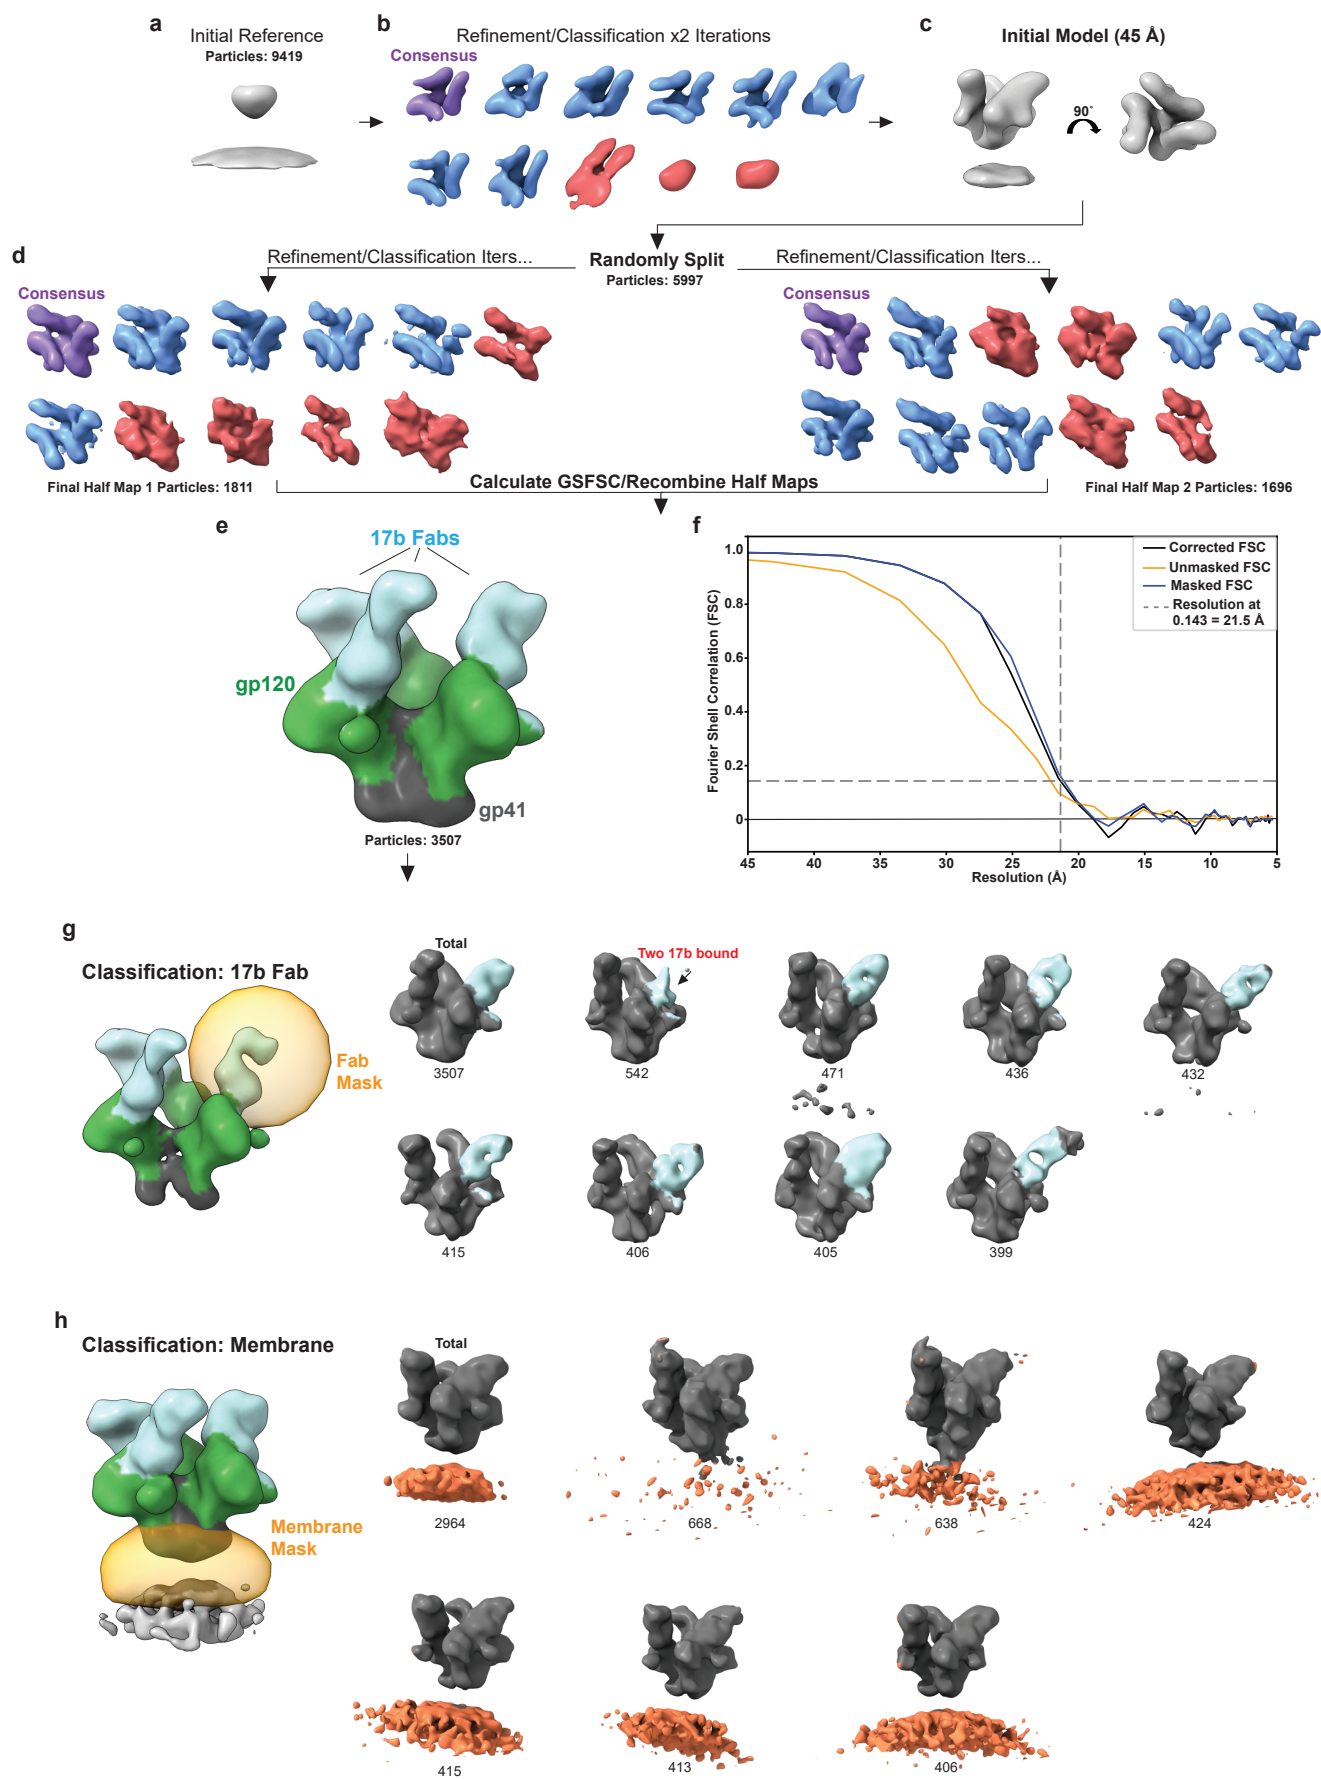 a
Initial Reference
Particles: 9419
b
Refinement/Classification x2 Iterations
Consensus
c
Initial Model (45 Å)
90°
d
Refinement/Classification Iters...
Randomly Split
Particles: 5997
Refinement/Classification Iters...
Consensus
Consensus
Final Half Map 1 Particles: 1811
Calculate GSFSC/Recombine Half Maps
Final Half Map 2 Particles: 1696
e
17b Fabs
gp120
gp41
Particles: 3507
f
Fourier Shell Correlation (FSC)
1.0
0.8
0.6
0.4
0.2
0
45
40
35
30
25
20
15
10
5
Resolution (Å)
Corrected FSC
Unmasked FSC
Masked FSC
Resolution at
0.143 = 21.5 Å
g
Classification: 17b Fab
Fab
Mask
Total
3507
Two 17b bound
542
471
436
432
415
406
405
399
h
Classification: Membrane
Membrane
Mask
Total
2964
668
638
424
415
413
406